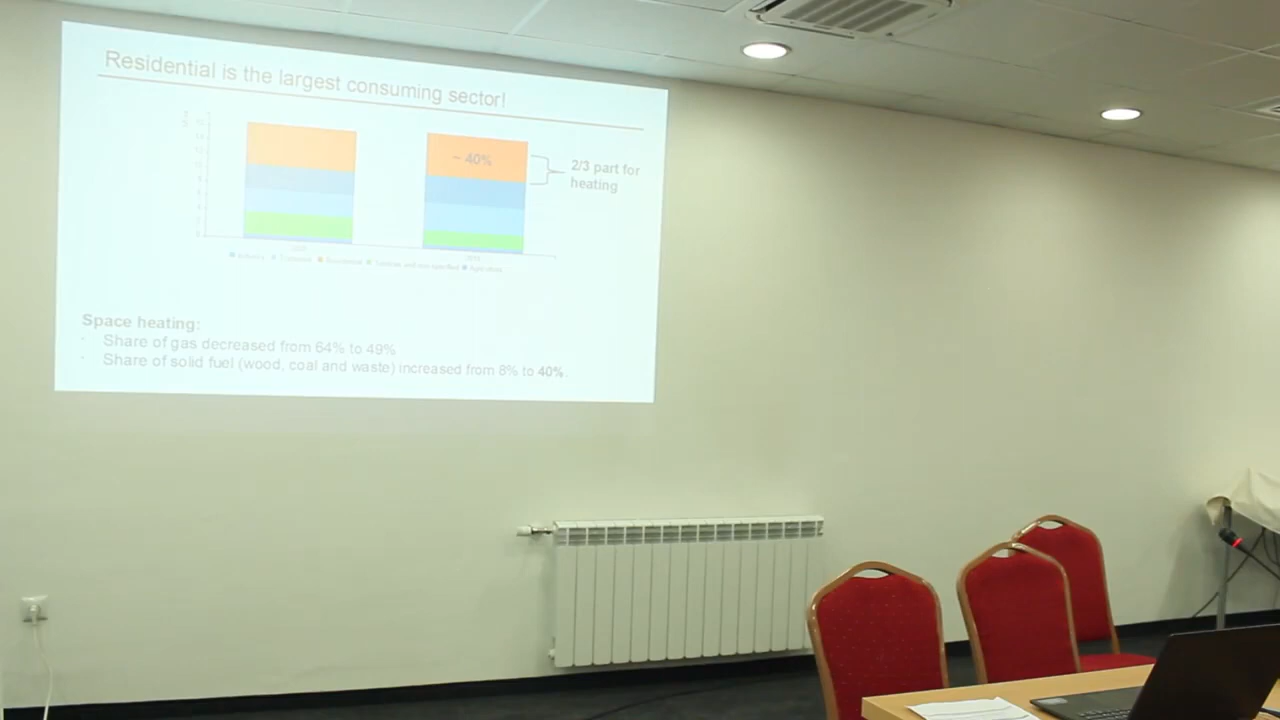 Residential is the largest consuming sector!
~ 40%
2/3 part for
heating
Space heating:
- Share of gas decreased from 64% to 49%
- Share of solid fuel (wood, coal and waste) increased from 8% to 40%.